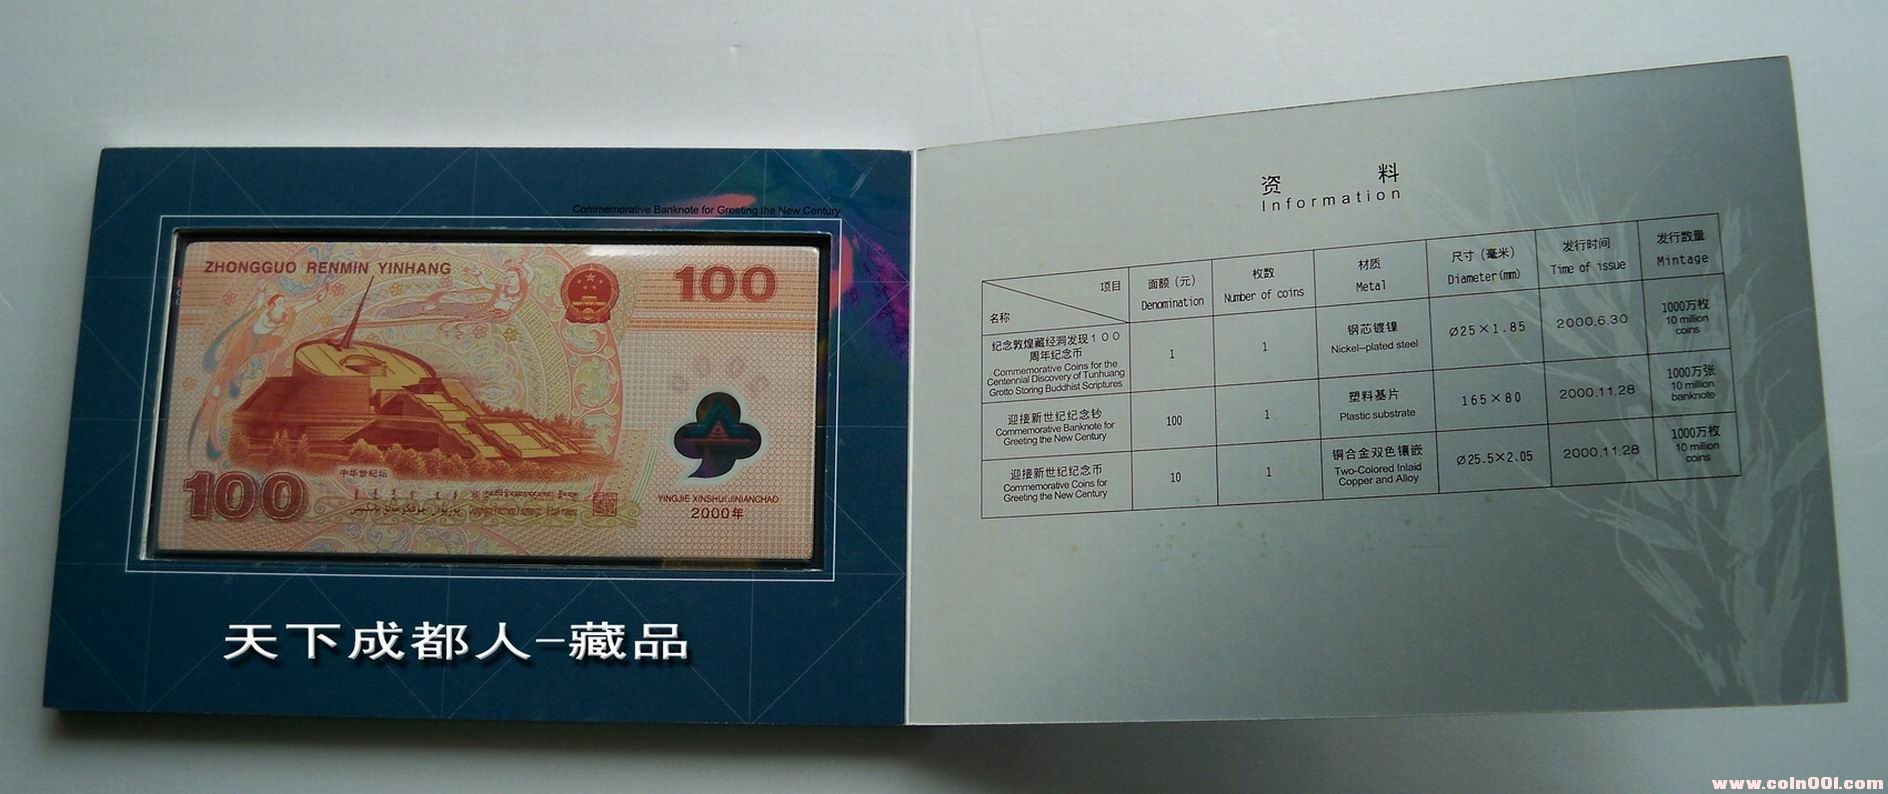 Commemorative Banknote for Greeting the New Century
ZHONGGUO RENMIN YINHANG
100
中华世纪坛
100
YINGJIE XINSHIJI JINIANCHAO
2000年
天下成都人-藏品
资 料
Information
项目
名称
面额（元）
Denomination
枚数
Number of coins
材质
Metal
尺寸（毫米）
Diameter(mm)
发行时间
Time of issue
发行数量
Mintage
纪念敦煌藏经洞发现100
周年纪念币
Commemorative Coins for the
Centennial Discovery of Tunhuang
Grotto Storing Buddhist Scriptures
1
1
钢芯镀镍
Nickel-plated steel
Ø25×1.85
2000.6.30
1000万枚
10 million
coins
迎接新世纪纪念钞
Commemorative Banknote for
Greeting the New Century
100
1
塑料基片
Plastic substrate
165×80
2000.11.28
1000万张
10 million
banknote
迎接新世纪纪念币
Commemorative Coins for
Greeting the New Century
10
1
铜合金双色镶嵌
Two-Colored Inlaid
Copper and Alloy
Ø25.5×2.05
2000.11.28
1000万枚
10 million
coins
www.coin001.com